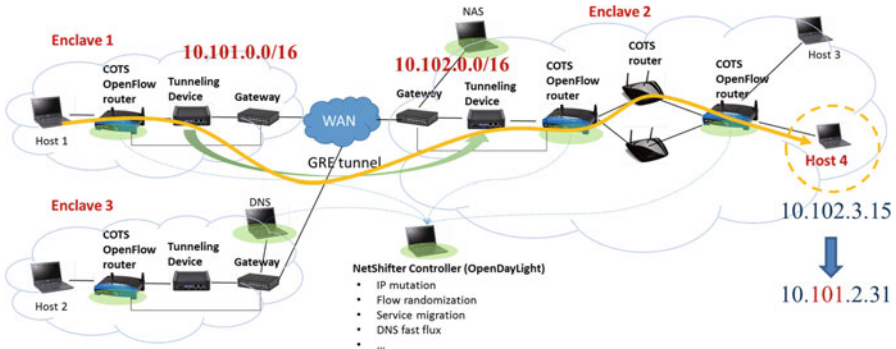 Enclave 1
10.101.0.0/16
COTS
OpenFlow
router
Tunneling
Device
Gateway
Host 1
WAN
GRE tunnel
NAS
Enclave 2
10.102.0.0/16
Gateway
Tunneling
Device
COTS
OpenFlow
router
COTS
router
COTS
OpenFlow
router
Host 3
Host 4
10.102.3.15
10.101.2.31
Enclave 3
DNS
COTS
OpenFlow
router
Tunneling
Device
Gateway
Host 2
NetShifter Controller (OpenDayLight)
• IP mutation
• Flow randomization
• Service migration
• DNS fast flux
• ...